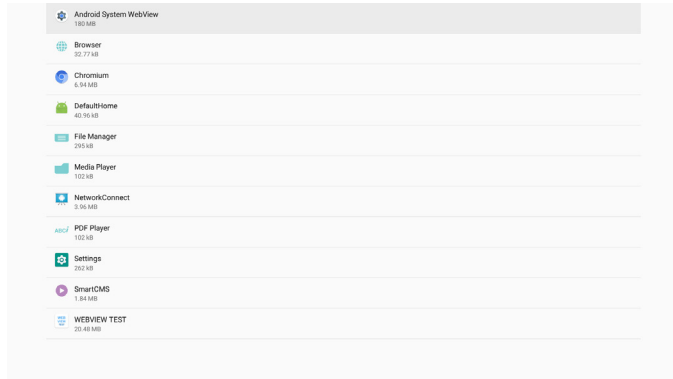 Android System WebView
180 MB
Browser
32.77 kB
Chromium
6.94 MB
DefaultHome
40.96 kB
File Manager
295 kB
Media Player
102 kB
NetworkConnect
3.96 MB
PDF Player
102 kB
Settings
262 kB
SmartCMS
1.84 MB
WEBVIEW TEST
20.48 MB